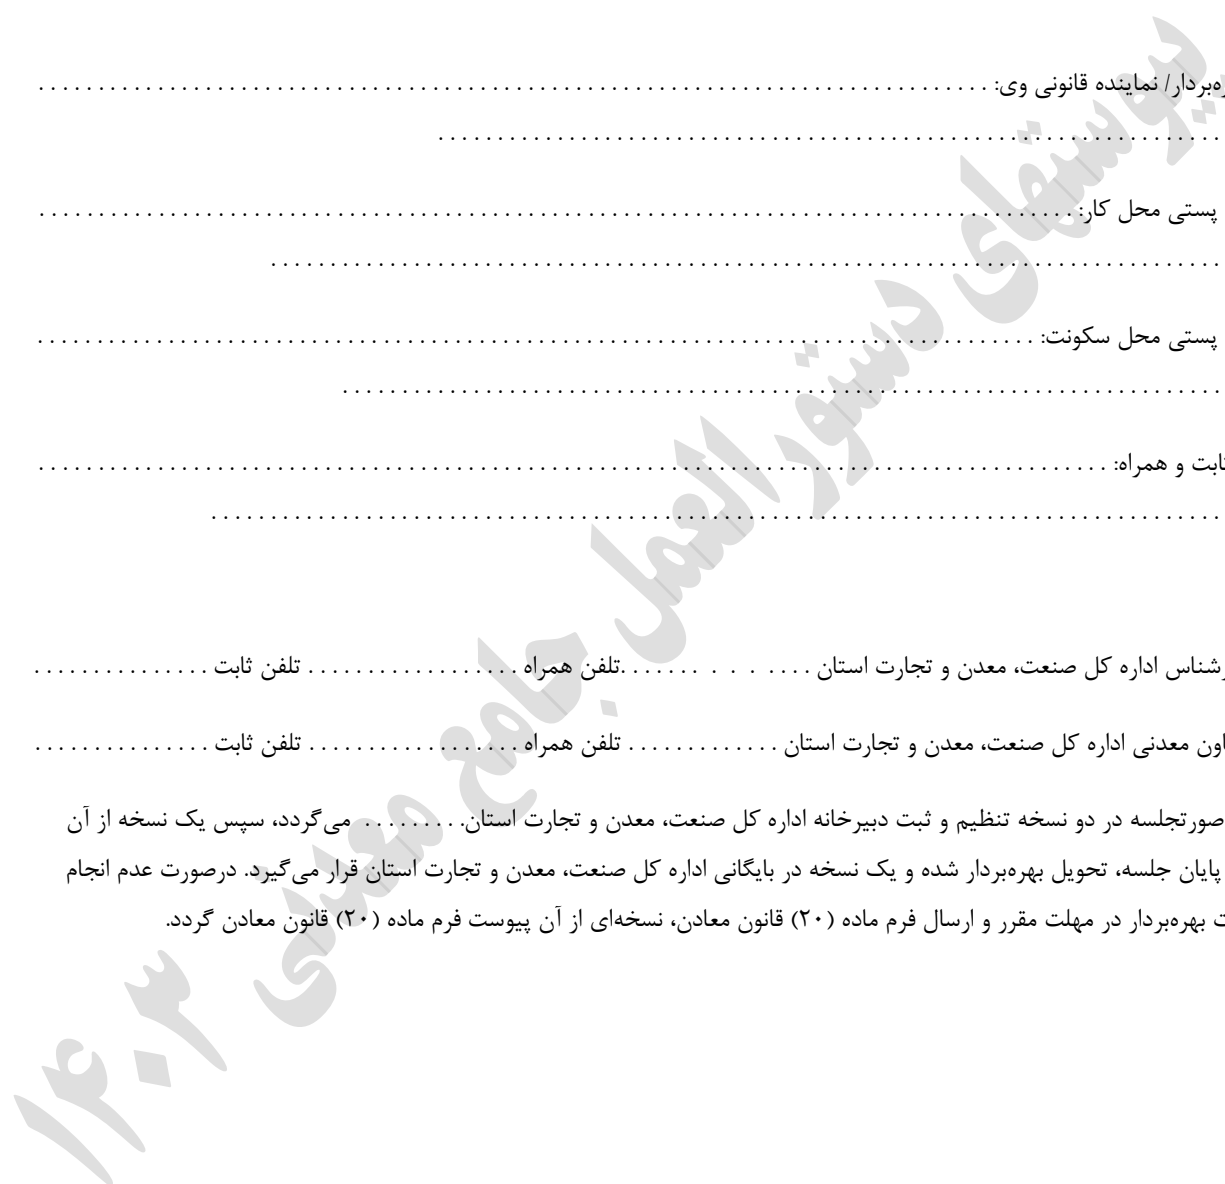 ره‌بردار/ نماینده قانونی وی: . . . . . . . . . . . . . . . . . . . . . . . . . . . . . . . . . . . . . . . .
. . . . . . . . . . . . . . . . . . . . . . . . . . . . . . . . . . . . . . . .
پستی محل کار: . . . . . . . . . . . . . . . . . . . . . . . . . . . . . . . . . . . . . . . .
. . . . . . . . . . . . . . . . . . . . . . . . . . . . . . . . . . . . . . . .
پستی محل سکونت: . . . . . . . . . . . . . . . . . . . . . . . . . . . . . . . . . . . . . . . .
. . . . . . . . . . . . . . . . . . . . . . . . . . . . . . . . . . . . . . . .
ثابت و همراه: . . . . . . . . . . . . . . . . . . . . . . . . . . . . . . . . . . . . . . . .
. . . . . . . . . . . . . . . . . . . . . . . . . . . . . . . . . . . . . . . .
رشناس اداره کل صنعت، معدن و تجارت استان . . . . . . . . . . . . .تلفن همراه . . . . . . . . . . . . . . . . . تلفن ثابت . . . . . . . . . . . . . . .
اون معدنی اداره کل صنعت، معدن و تجارت استان . . . . . . . . . . . . . تلفن همراه . . . . . . . . . . . . . . . . . تلفن ثابت . . . . . . . . . . . . . . .
صورتجلسه در دو نسخه تنظیم و ثبت دبیرخانه اداره کل صنعت، معدن و تجارت استان. . . . . . . . . می‌گردد، سپس یک نسخه از آن
پایان جلسه، تحویل بهره‌بردار شده و یک نسخه در بایگانی اداره کل صنعت، معدن و تجارت استان قرار می‌گیرد. درصورت عدم انجام
ت بهره‌بردار در مهلت مقرر و ارسال فرم ماده (۲۰) قانون معادن، نسخه‌ای از آن پیوست فرم ماده (۲۰) قانون معادن گردد.
پیوستهای دستورالعمل جامع معدنی ۱۴۰۳